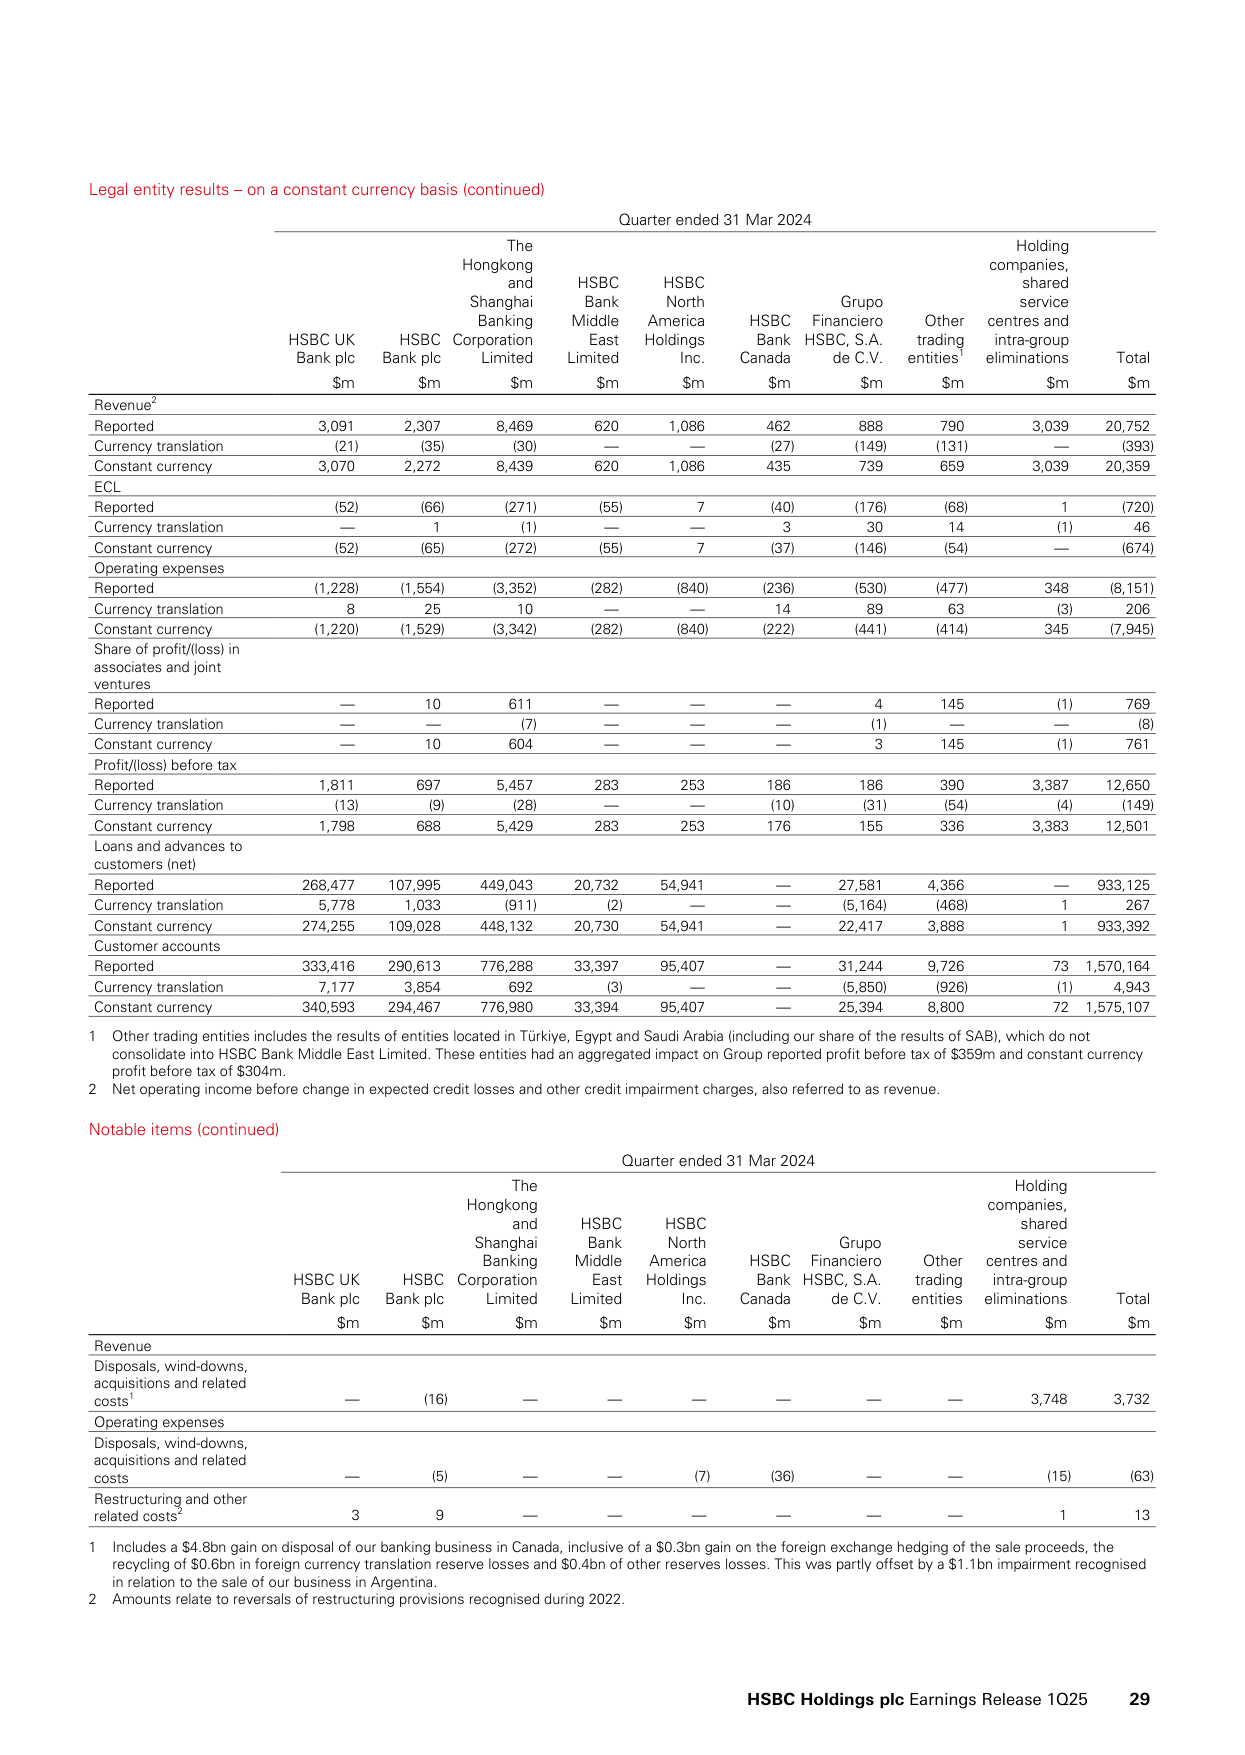 Legal entity results – on a constant currency basis (continued)
Quarter ended 31 Mar 2024
HSBC UK Bank plc | HSBC Bank plc | The Hongkong and Shanghai Banking Corporation Limited | HSBC Bank Middle East Limited | HSBC North America Holdings Inc. | HSBC Bank Canada | Grupo Financiero HSBC, S.A. de C.V. | Other trading entities1 | Holding companies, shared service centres and intra-group eliminations | Total
$m $m $m $m $m $m $m $m $m $m
Revenue2
Reported 3,091 2,307 8,469 620 1,086 462 888 790 3,039 20,752
Currency translation (21) (35) (30) — — (27) (149) (131) — (393)
Constant currency 3,070 2,272 8,439 620 1,086 435 739 659 3,039 20,359
ECL
Reported (52) (66) (271) (55) 7 (40) (176) (68) 1 (720)
Currency translation — 1 (1) — — 3 30 14 (1) 46
Constant currency (52) (65) (272) (55) 7 (37) (146) (54) — (674)
Operating expenses
Reported (1,228) (1,554) (3,352) (282) (840) (236) (530) (477) 348 (8,151)
Currency translation 8 25 10 — — 14 89 63 (3) 206
Constant currency (1,220) (1,529) (3,342) (282) (840) (222) (441) (414) 345 (7,945)
Share of profit/(loss) in
associates and joint
ventures
Reported — 10 611 — — — 4 145 (1) 769
Currency translation — — (7) — — — (1) — — (8)
Constant currency — 10 604 — — — 3 145 (1) 761
Profit/(loss) before tax
Reported 1,811 697 5,457 283 253 186 186 390 3,387 12,650
Currency translation (13) (9) (28) — — (10) (31) (54) (4) (149)
Constant currency 1,798 688 5,429 283 253 176 155 336 3,383 12,501
Loans and advances to
customers (net)
Reported 268,477 107,995 449,043 20,732 54,941 — 27,581 4,356 — 933,125
Currency translation 5,778 1,033 (911) (2) — — (5,164) (468) 1 267
Constant currency 274,255 109,028 448,132 20,730 54,941 — 22,417 3,888 1 933,392
Customer accounts
Reported 333,416 290,613 776,288 33,397 95,407 — 31,244 9,726 73 1,570,164
Currency translation 7,177 3,854 692 (3) — — (5,850) (926) (1) 4,943
Constant currency 340,593 294,467 776,980 33,394 95,407 — 25,394 8,800 72 1,575,107
1 Other trading entities includes the results of entities located in Türkiye, Egypt and Saudi Arabia (including our share of the results of SAB), which do not
consolidate into HSBC Bank Middle East Limited. These entities had an aggregated impact on Group reported profit before tax of $359m and constant currency
profit before tax of $304m.
2 Net operating income before change in expected credit losses and other credit impairment charges, also referred to as revenue.
Notable items (continued)
Quarter ended 31 Mar 2024
HSBC UK Bank plc | HSBC Bank plc | The Hongkong and Shanghai Banking Corporation Limited | HSBC Bank Middle East Limited | HSBC North America Holdings Inc. | HSBC Bank Canada | Grupo Financiero HSBC, S.A. de C.V. | Other trading entities | Holding companies, shared service centres and intra-group eliminations | Total
$m $m $m $m $m $m $m $m $m $m
Revenue
Disposals, wind-downs,
acquisitions and related
costs1 — (16) — — — — — — 3,748 3,732
Operating expenses
Disposals, wind-downs,
acquisitions and related
costs — (5) — — (7) (36) — — (15) (63)
Restructuring and other
related costs2 3 9 — — — — — — 1 13
1 Includes a $4.8bn gain on disposal of our banking business in Canada, inclusive of a $0.3bn gain on the foreign exchange hedging of the sale proceeds, the
recycling of $0.6bn in foreign currency translation reserve losses and $0.4bn of other reserves losses. This was partly offset by a $1.1bn impairment recognised
in relation to the sale of our business in Argentina.
2 Amounts relate to reversals of restructuring provisions recognised during 2022.
HSBC Holdings plc Earnings Release 1Q25 29